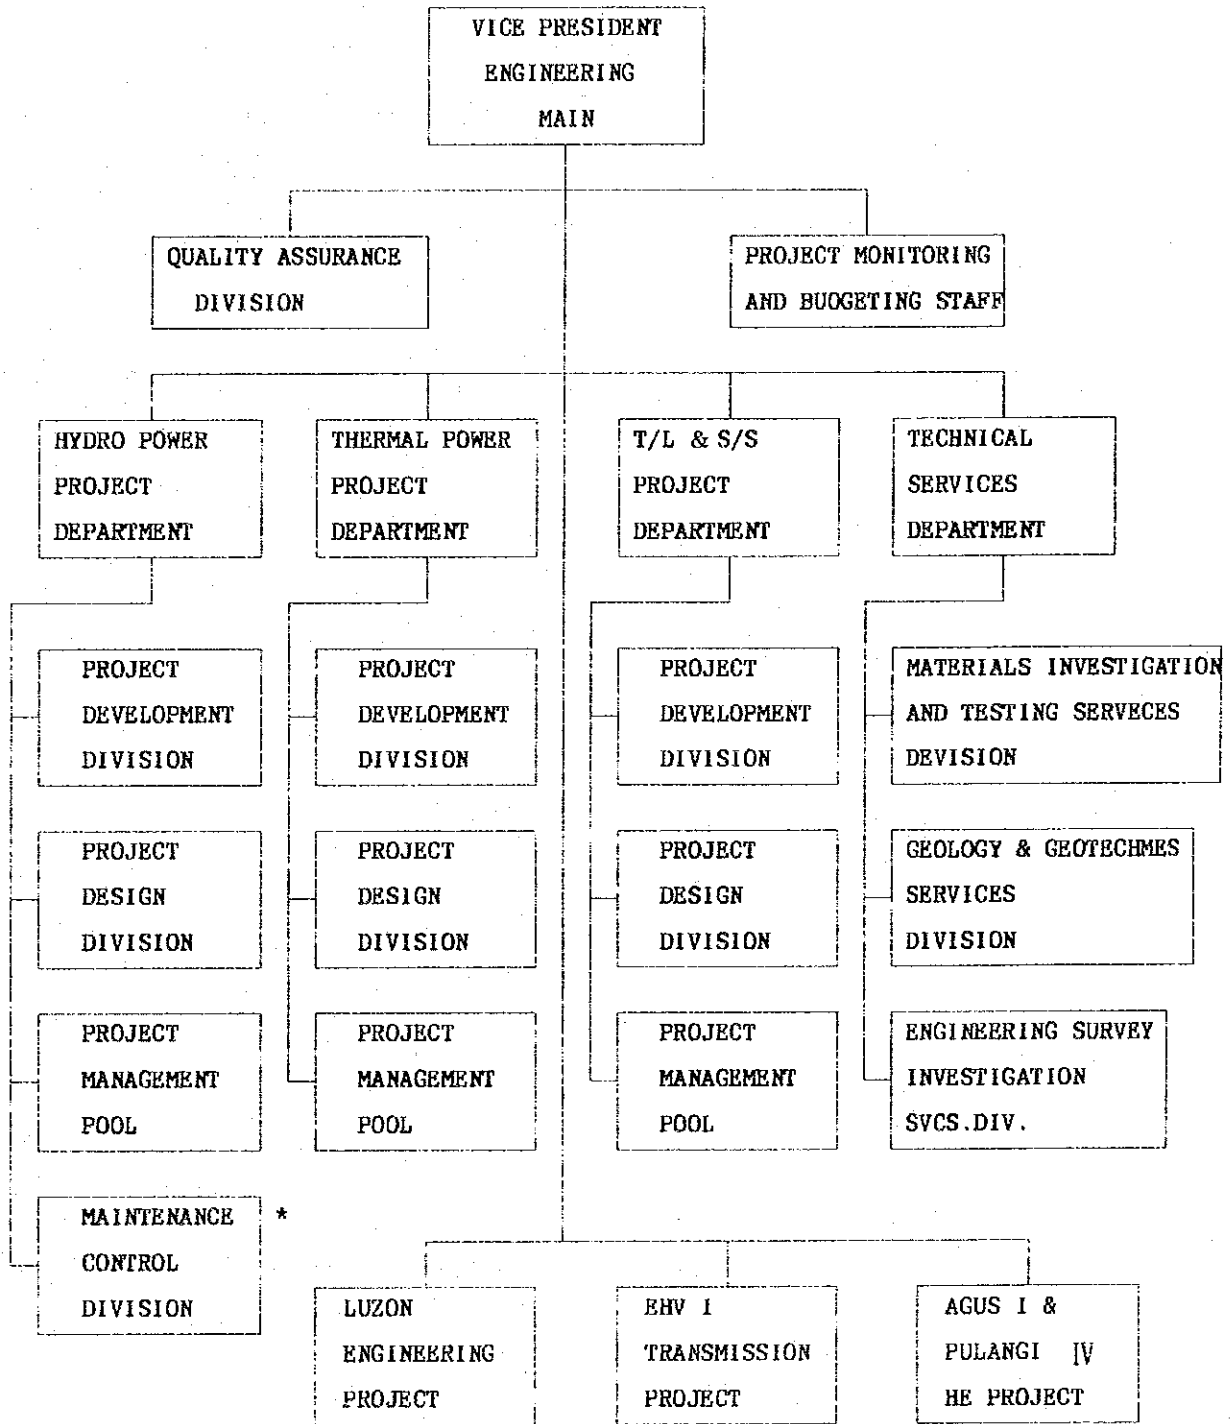 VICE PRESIDENT
ENGINEERING
MAIN
QUALITY ASSURANCE
DIVISION
PROJECT MONITORING
AND BUOGETING STAFF
HYDRO POWER
PROJECT
DEPARTMENT
THERMAL POWER
PROJECT
DEPARTMENT
T/L & S/S
PROJECT
DEPARTMENT
TECHNICAL
SERVICES
DEPARTMENT
PROJECT
DEVELOPMENT
DIVISION
PROJECT
DEVELOPMENT
DIVISION
PROJECT
DEVELOPMENT
DIVISION
MATERIALS INVESTIGATION
AND TESTING SERVECES
DEVISION
PROJECT
DESIGN
DIVISION
PROJECT
DESIGN
DIVISION
PROJECT
DESIGN
DIVISION
GEOLOGY & GEOTECHMES
SERVICES
DIVISION
PROJECT
MANAGEMENT
POOL
PROJECT
MANAGEMENT
POOL
PROJECT
MANAGEMENT
POOL
ENGINEERING SURVEY
INVESTIGATION
SVCS.DIV.
MAINTENANCE *
CONTROL
DIVISION
LUZON
ENGINEERING
PROJECT
EHV I
TRANSMISSION
PROJECT
AGUS I &
PULANGI IV
HE PROJECT